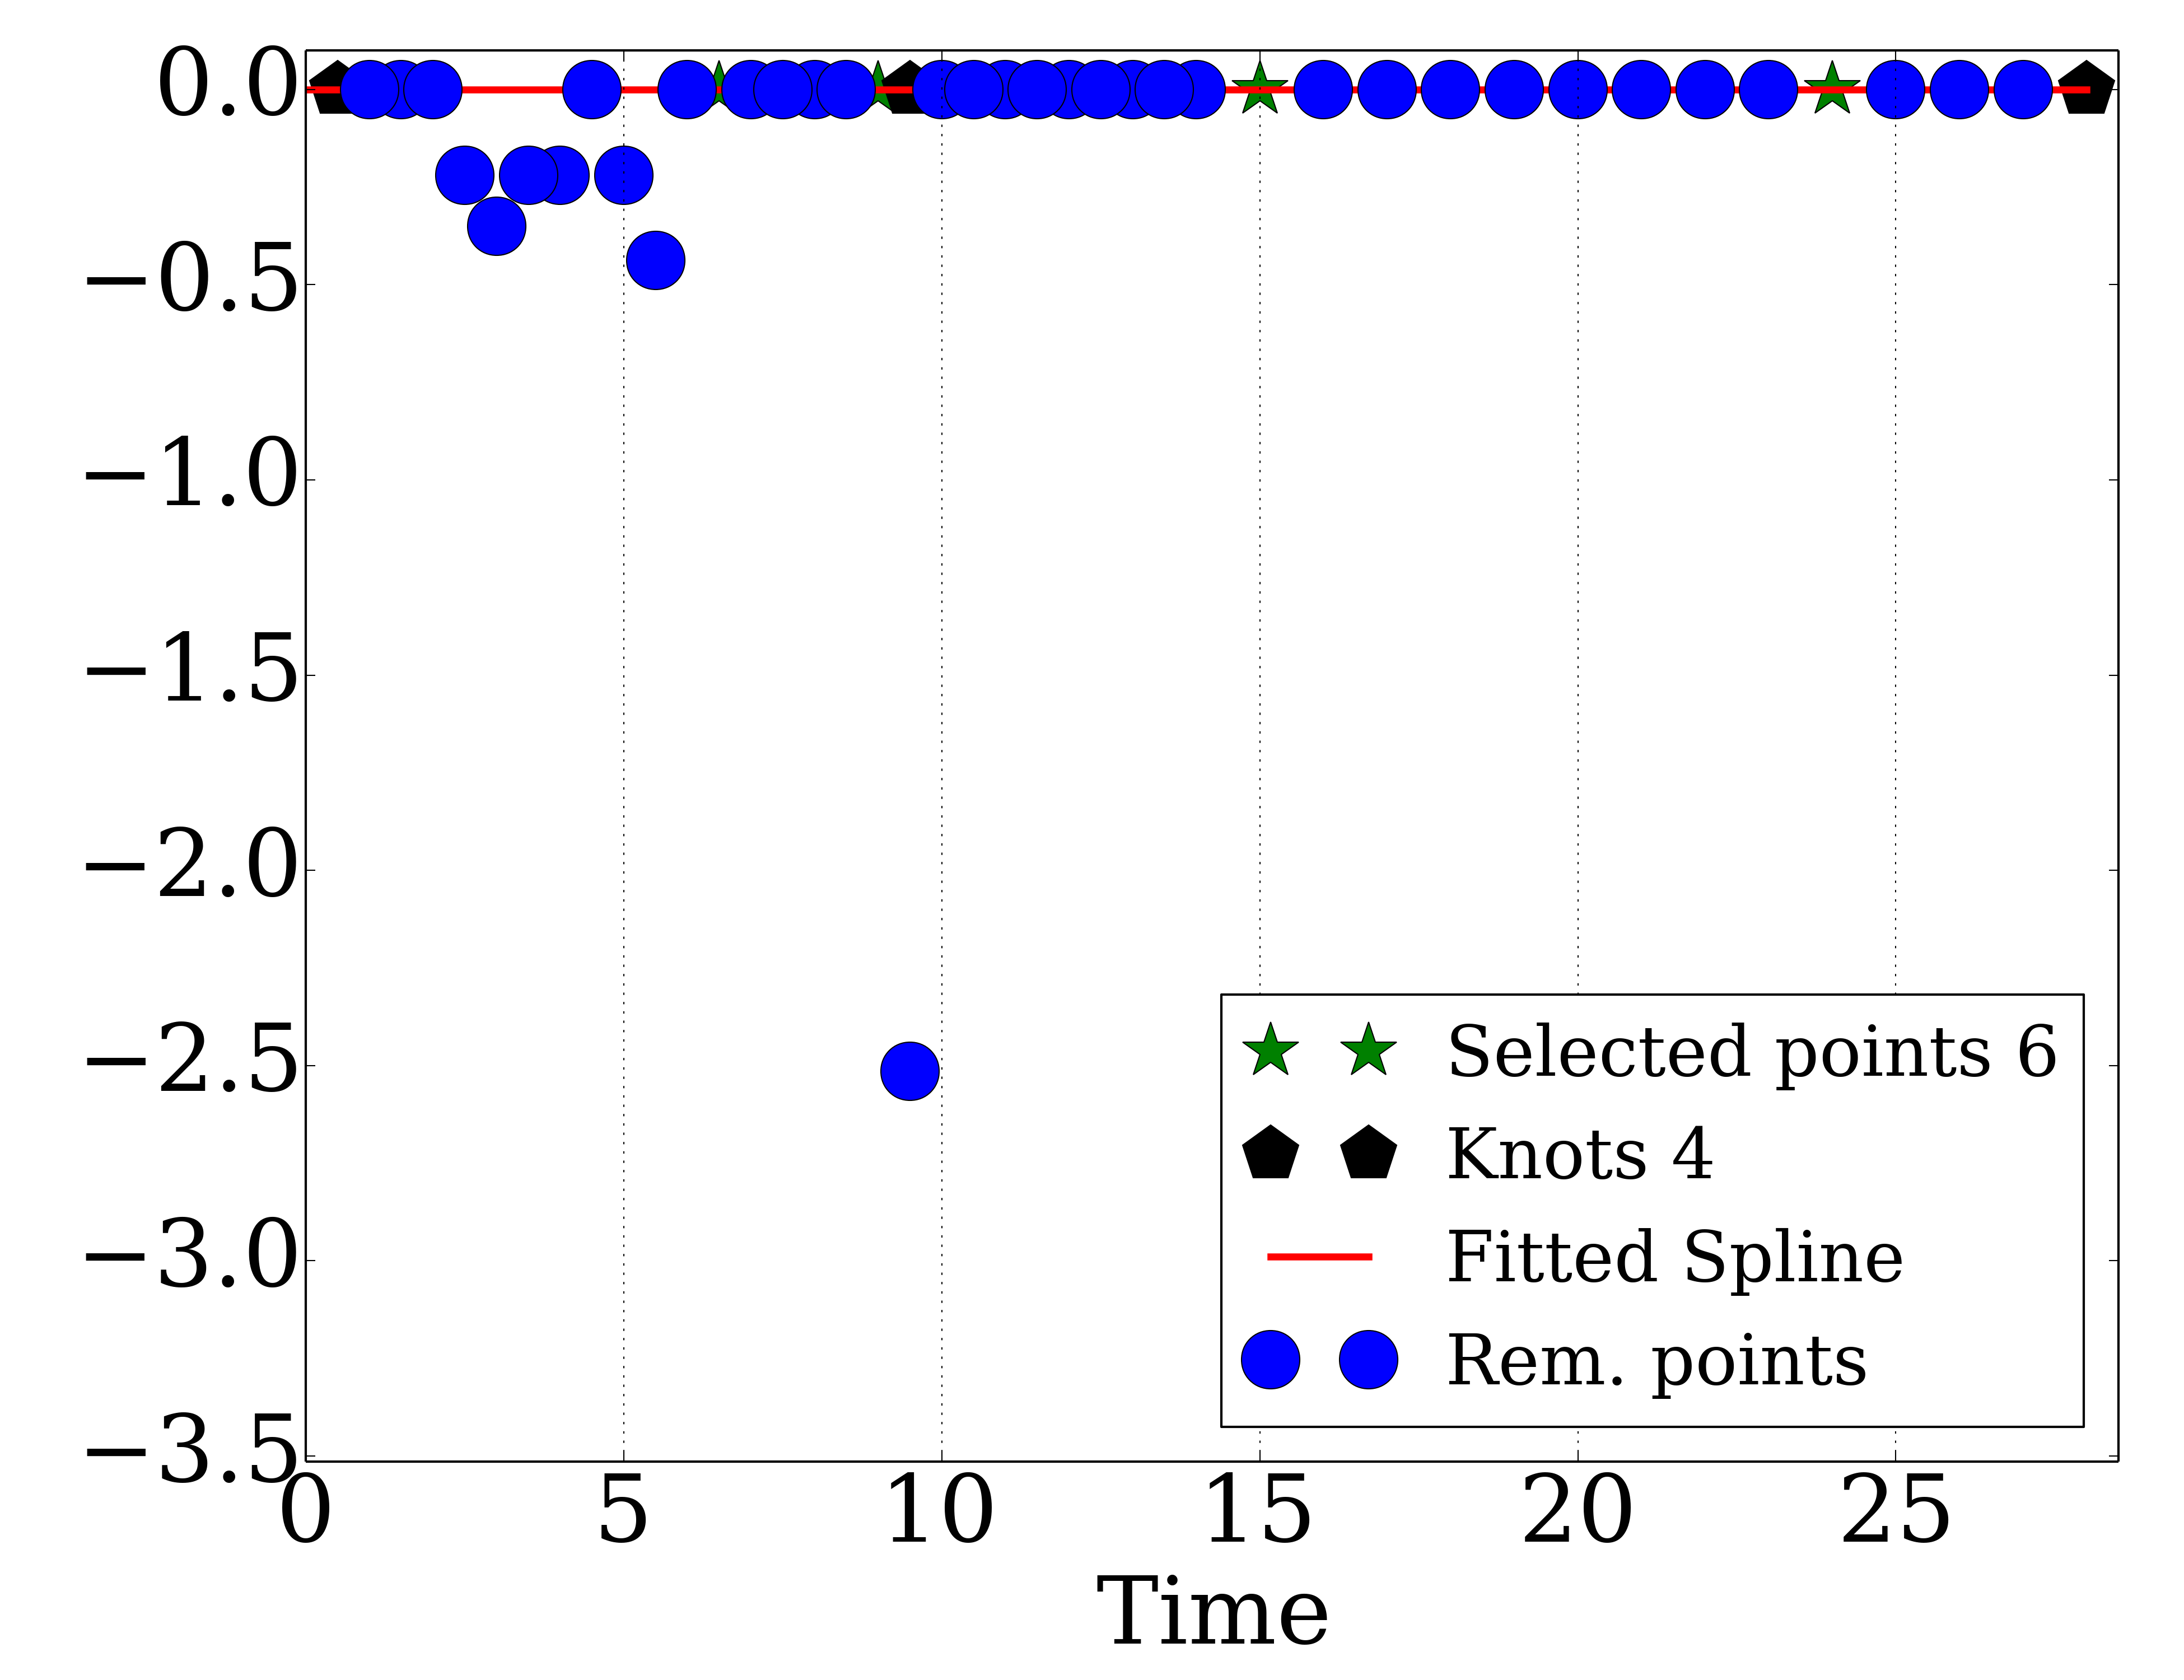 0.0
−0.5
−1.0
−1.5
−2.0
−2.5
−3.0
−3.5
0 5 10 15 20 25
Time
Selected points 6
Knots 4
Fitted Spline
Rem. points